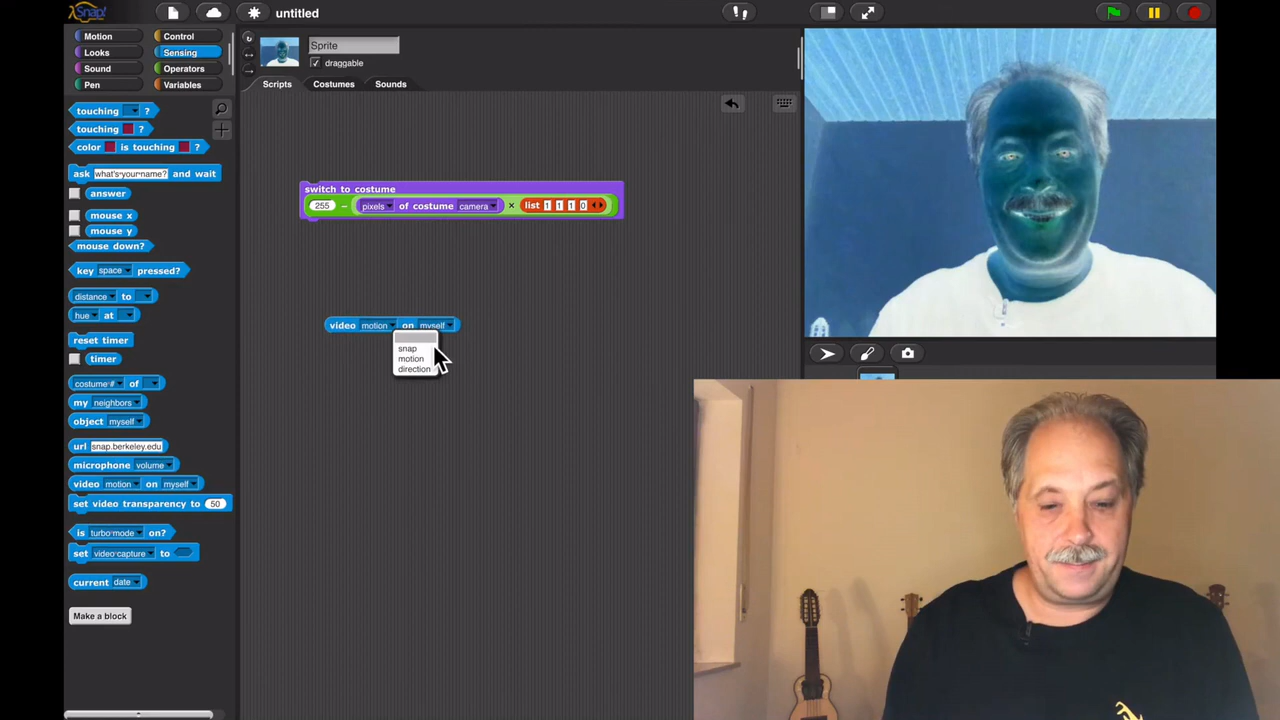 Snap!
untitled
Motion
Control
Looks
Sensing
Sound
Operators
Pen
Variables
Sprite
draggable
Scripts
Costumes
Sounds
touching ?
touching ?
color is touching ?
ask what's your name? and wait
answer
mouse x
mouse y
mouse down?
key space pressed?
distance to
hue at
reset timer
timer
costume # of
my neighbors
object myself
url snap.berkeley.edu
microphone volume
video motion on myself
set video transparency to 50
is turbo mode on?
set video capture to
current date
Make a block
switch to costume
255 − pixels of costume camera × list 1 1 1 0
video motion on myself
snap
motion
direction